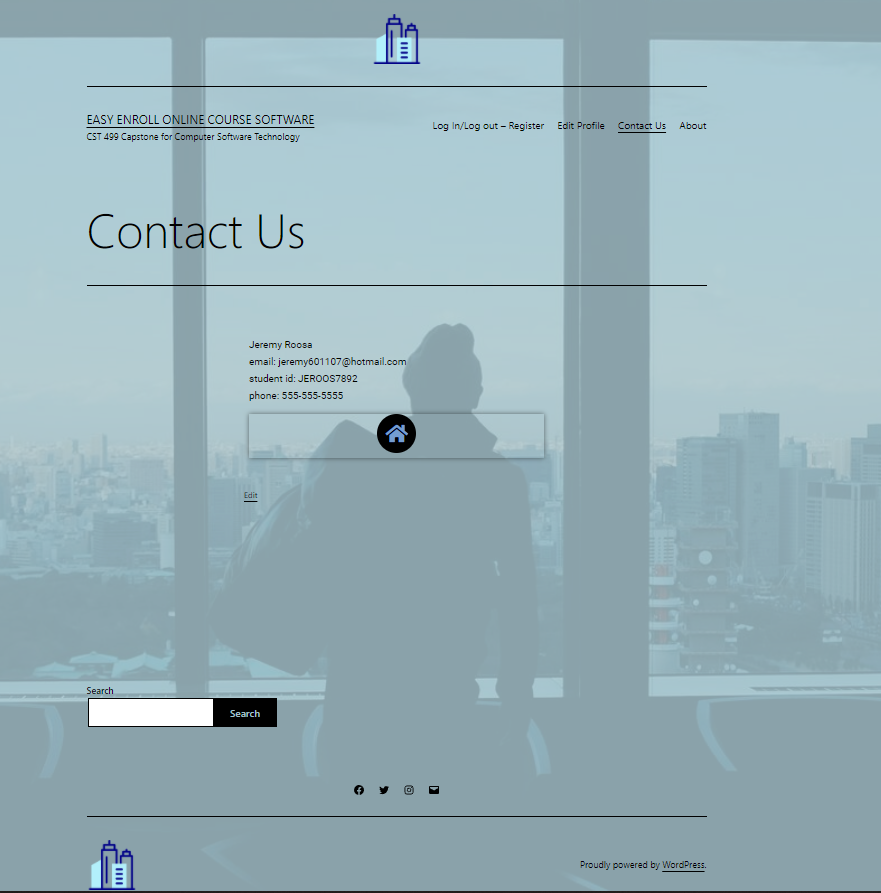 EASY ENROLL ONLINE COURSE SOFTWARE
CST 499 Capstone for Computer Software Technology
Log In/Log out – Register Edit Profile Contact Us About
Contact Us
Jeremy Roosa
email: jeremy601107@hotmail.com
student id: JEROOS7892
phone: 555-555-5555
Edit
Search
Search
Proudly powered by WordPress.